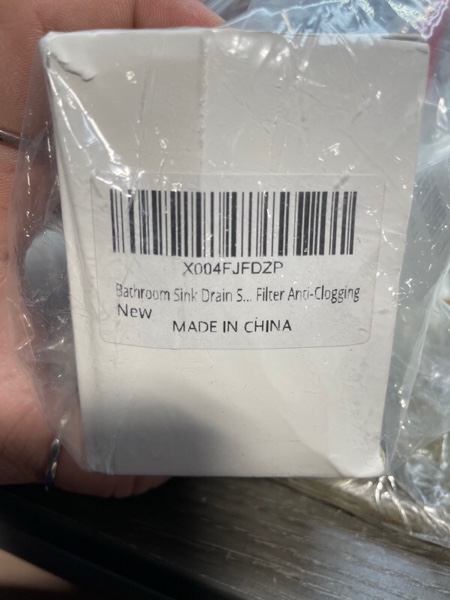 X004FJFDZP
Bathroom Sink Drain S... Filter Anti-Clogging
New
MADE IN CHINA